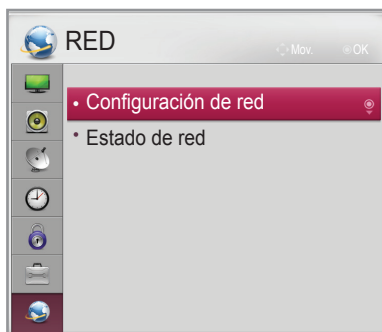 RED
Mov. OK
• Configuración de red
• Estado de red